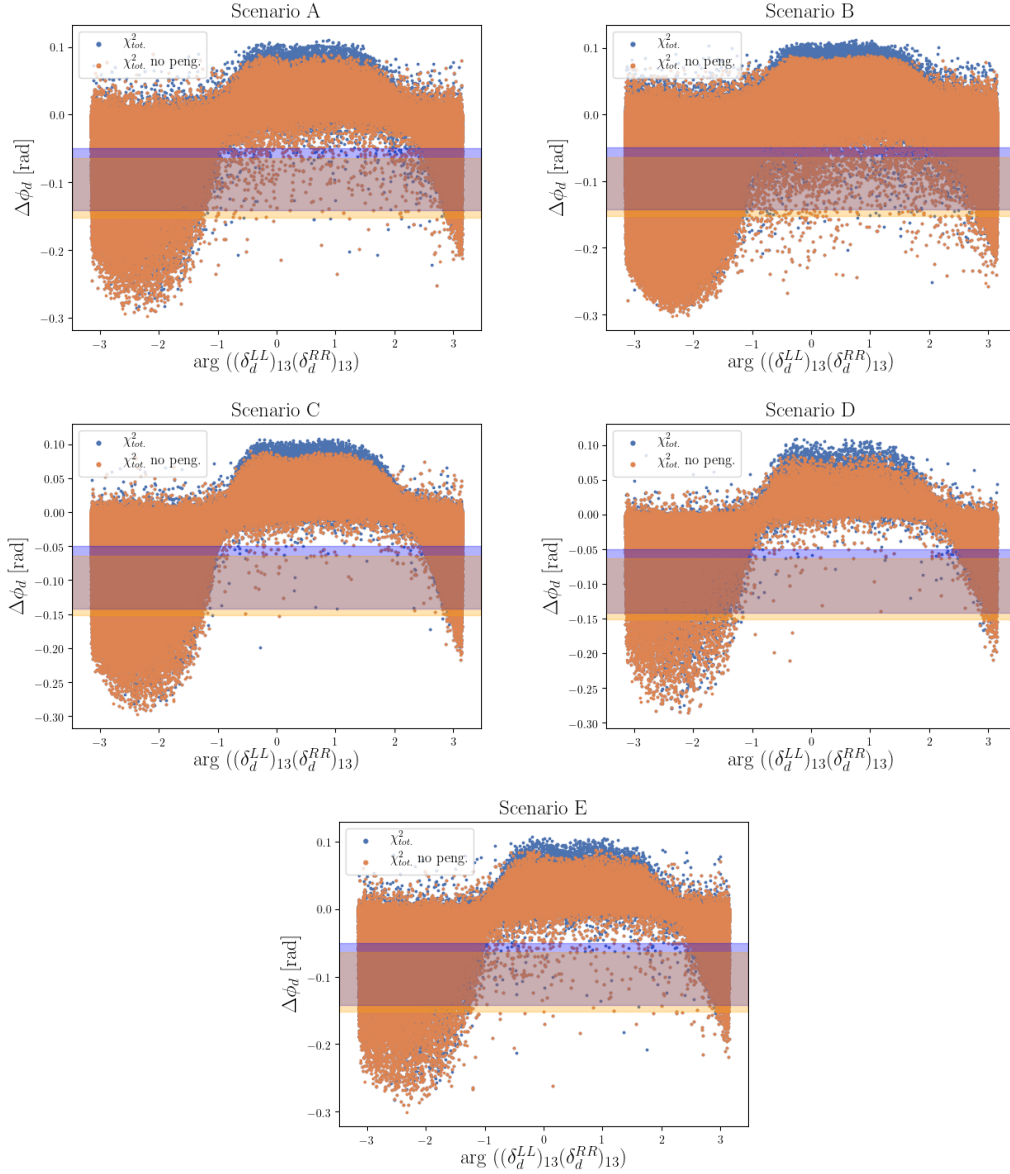 Scenario A
χ²tot.
χ²tot. no peng.
Δϕd [rad]
0.1
0.0
−0.1
−0.2
−0.3
−3 −2 −1 0 1 2 3
arg ((δdLL)13(δdRR)13)
Scenario B
χ²tot.
χ²tot. no peng.
Δϕd [rad]
0.1
0.0
−0.1
−0.2
−0.3
−3 −2 −1 0 1 2 3
arg ((δdLL)13(δdRR)13)
Scenario C
χ²tot.
χ²tot. no peng.
Δϕd [rad]
0.10
0.05
0.00
−0.05
−0.10
−0.15
−0.20
−0.25
−0.30
−3 −2 −1 0 1 2 3
arg ((δdLL)13(δdRR)13)
Scenario D
χ²tot.
χ²tot. no peng.
Δϕd [rad]
0.10
0.05
0.00
−0.05
−0.10
−0.15
−0.20
−0.25
−0.30
−3 −2 −1 0 1 2 3
arg ((δdLL)13(δdRR)13)
Scenario E
χ²tot.
χ²tot. no peng.
Δϕd [rad]
0.1
0.0
−0.1
−0.2
−0.3
−3 −2 −1 0 1 2 3
arg ((δdLL)13(δdRR)13)